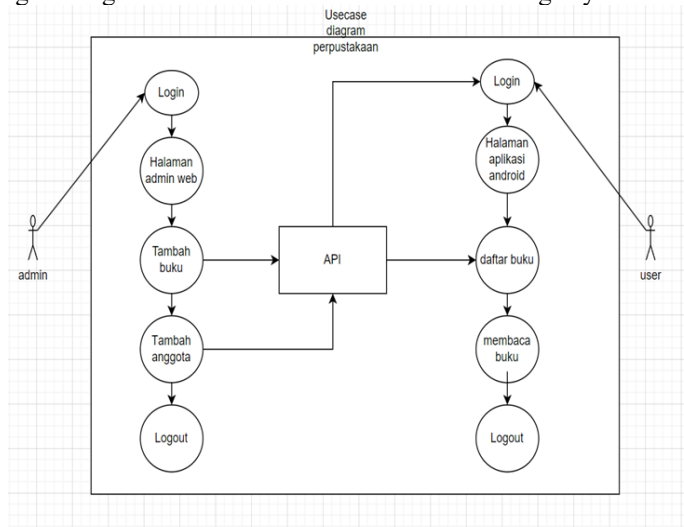 Usecase
diagram
perpustakaan
Login
Halaman
admin web
Tambah
buku
Tambah
anggota
Logout
admin
API
Login
Halaman
aplikasi
android
daftar buku
membaca
buku
Logout
user